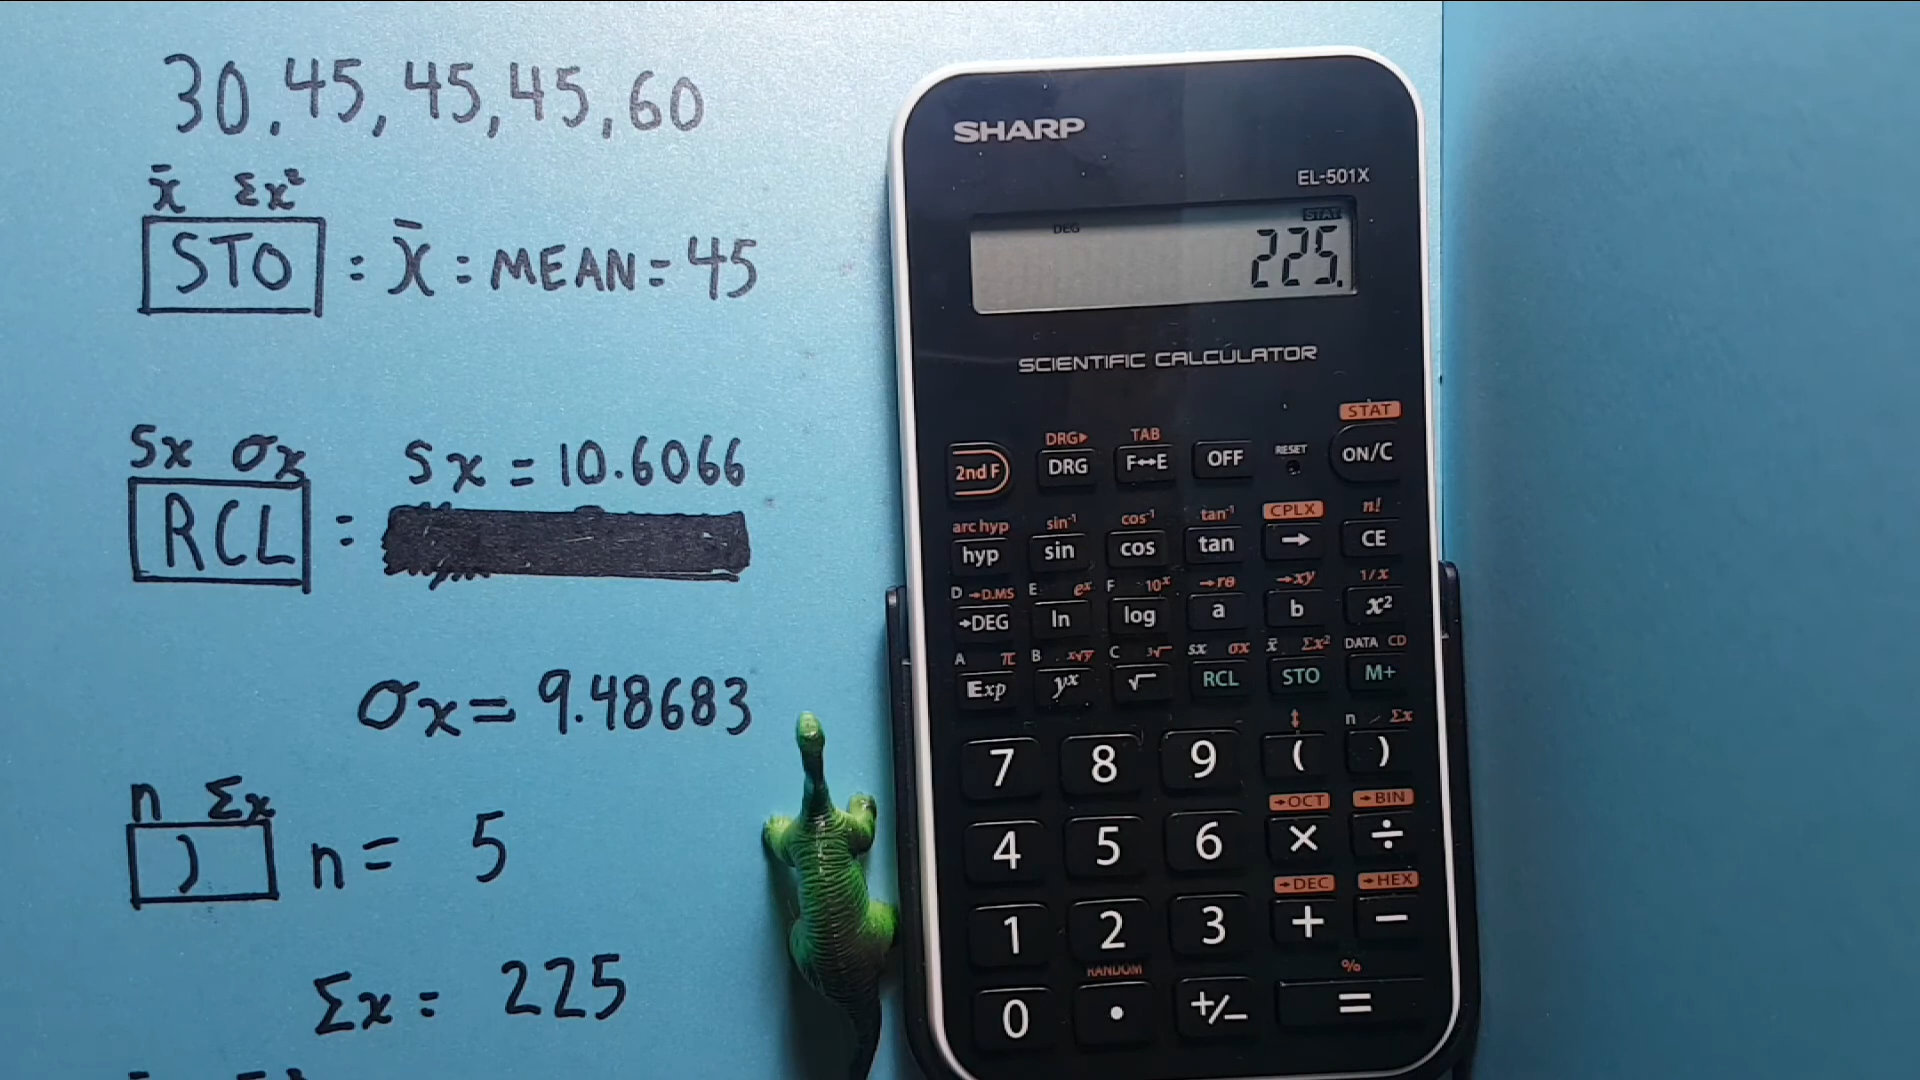 30, 45, 45, 45, 60
x̄ Σx²
STO = x̄ = MEAN = 45
Sx σx
RCL = Sx = 10.6066
σx = 9.48683
n Σx
) n = 5
Σx = 225
SHARP
EL-501X
DEG STAT
225.
SCIENTIFIC CALCULATOR
STAT
DRG▶ TAB
2nd F DRG F↔E OFF RESET ON/C
arc hyp sin⁻¹ cos⁻¹ tan⁻¹ CPLX n!
hyp sin cos tan → CE
D →D.MS E eˣ F 10ˣ →rθ →xy 1/x
→DEG ln log a b x²
A π B ˣ√y C ³√ sx σx x̄ Σx² DATA CD
Exp yˣ √ RCL STO M+
↕ n Σx
7 8 9 ( )
→OCT →BIN
4 5 6 × ÷
→DEC →HEX
1 2 3 + −
RANDOM %
0 • +/− =